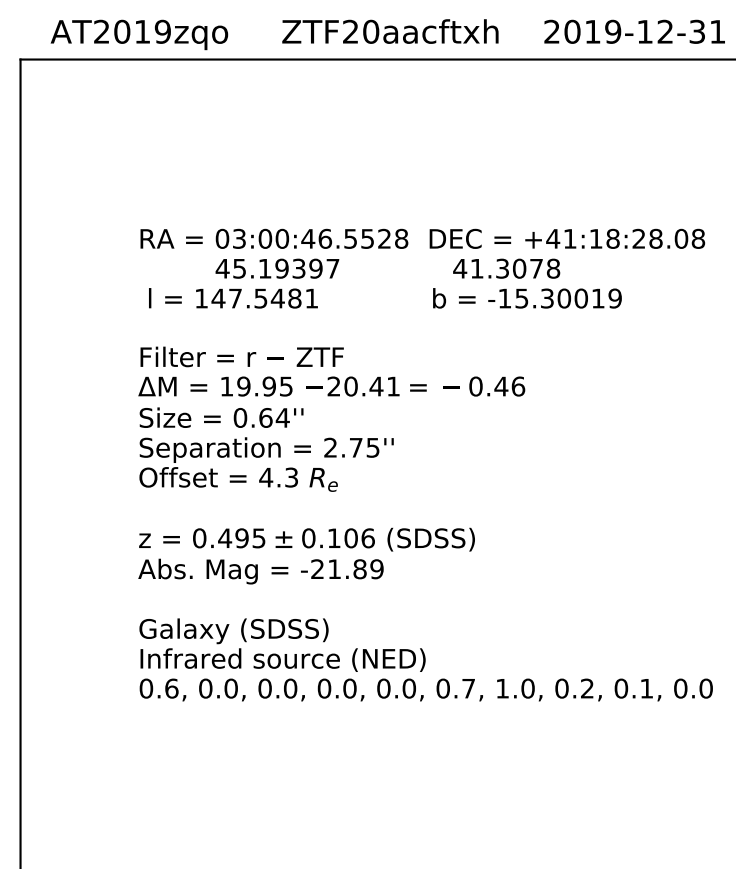 AT2019zqo ZTF20aacftxh 2019-12-31
RA = 03:00:46.5528 DEC = +41:18:28.08
45.19397 41.3078
l = 147.5481 b = -15.30019
Filter = r − ZTF
ΔM = 19.95 −20.41 = − 0.46
Size = 0.64''
Separation = 2.75''
Offset = 4.3 Rₑ
z = 0.495 ± 0.106 (SDSS)
Abs. Mag = -21.89
Galaxy (SDSS)
Infrared source (NED)
0.6, 0.0, 0.0, 0.0, 0.0, 0.7, 1.0, 0.2, 0.1, 0.0